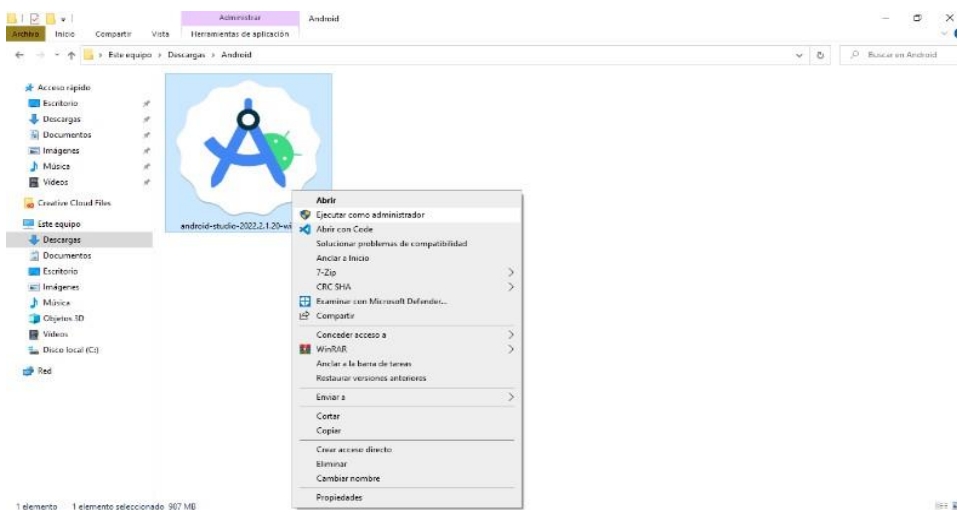 Administrar
Android
Archivo Inicio Compartir Vista Herramientas de aplicación
Este equipo > Descargas > Android
Buscar en Android
Acceso rápido
Escritorio
Descargas
Documentos
Imágenes
Música
Vídeos
Creative Cloud Files
Este equipo
Descargas
Documentos
Escritorio
Imágenes
Música
Objetos 3D
Vídeos
Disco local (C:)
Red
android-studio-2022.2.1.20-wi
Abrir
Ejecutar como administrador
Abrir con Code
Solucionar problemas de compatibilidad
Anclar a Inicio
7-Zip
CRC SHA
Examinar con Microsoft Defender...
Compartir
Conceder acceso a
WinRAR
Anclar a la barra de tareas
Restaurar versiones anteriores
Enviar a
Cortar
Copiar
Crear acceso directo
Eliminar
Cambiar nombre
Propiedades
1 elemento 1 elemento seleccionado 907 MB